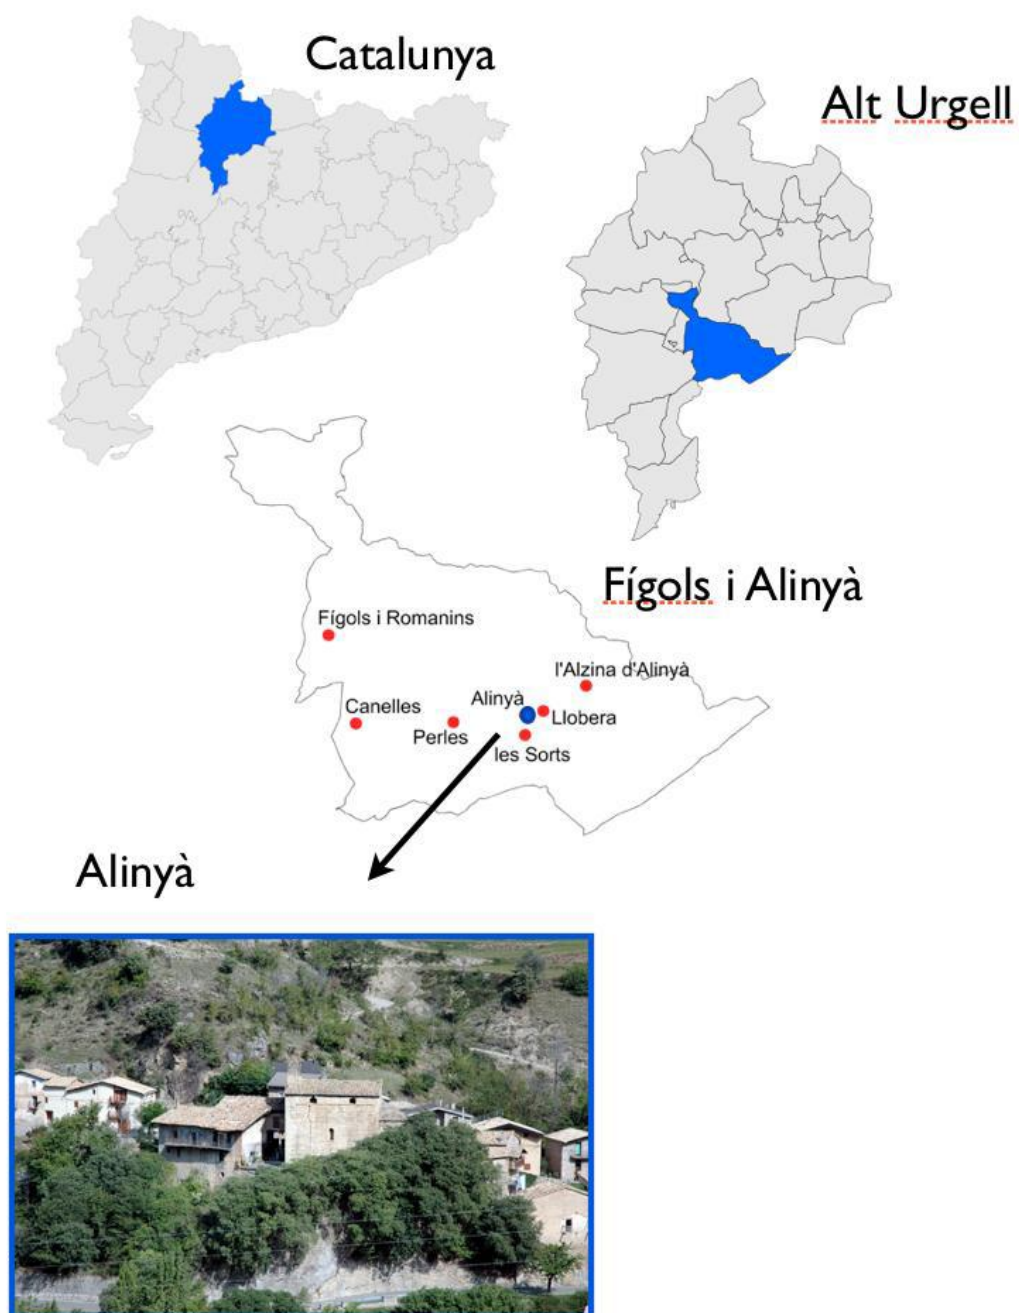 Catalunya
Alt Urgell
Fígols i Alinyà
Fígols i Romanins
l'Alzina d'Alinyà
Alinyà
Canelles
Llobera
Perles
les Sorts
Alinyà